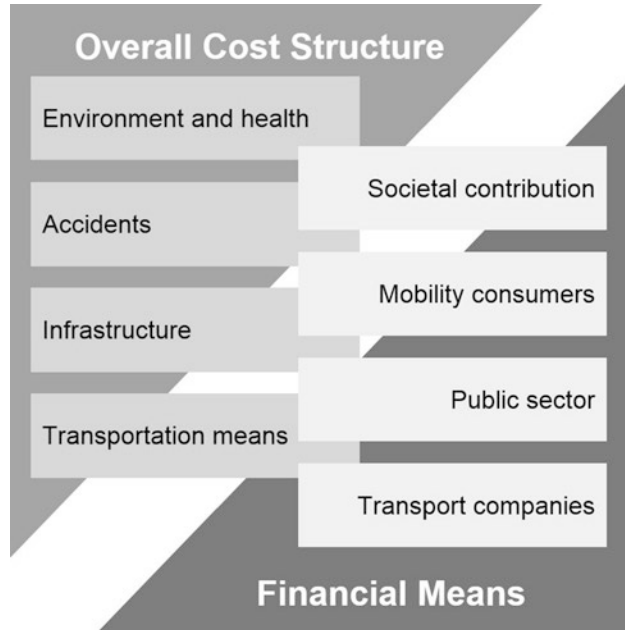 Overall Cost Structure
Environment and health
Accidents
Infrastructure
Transportation means
Societal contribution
Mobility consumers
Public sector
Transport companies
Financial Means